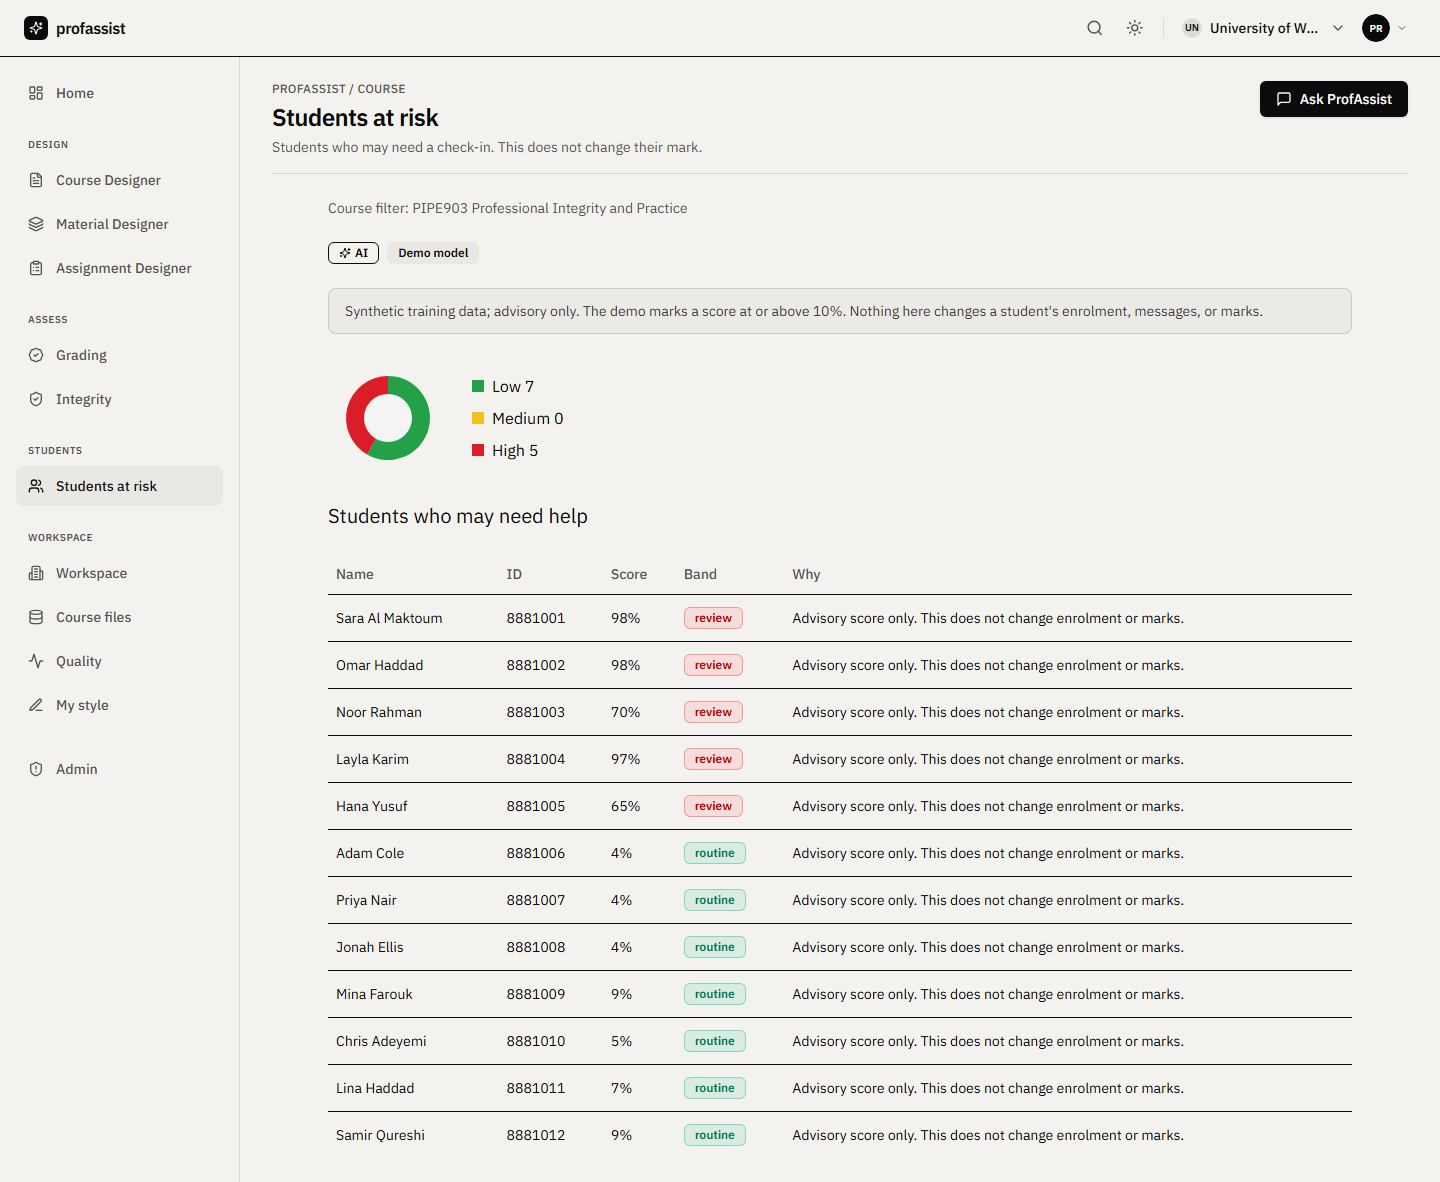 profassist
UN University of W... PR
Home
DESIGN
Course Designer
Material Designer
Assignment Designer
ASSESS
Grading
Integrity
STUDENTS
Students at risk
WORKSPACE
Workspace
Course files
Quality
My style
Admin
PROFASSIST / COURSE
Students at risk
Students who may need a check-in. This does not change their mark.
Ask ProfAssist
Course filter: PIPE903 Professional Integrity and Practice
AI Demo model
Synthetic training data; advisory only. The demo marks a score at or above 10%. Nothing here changes a student's enrolment, messages, or marks.
Low 7
Medium 0
High 5
Students who may need help
Name ID Score Band Why
Sara Al Maktoum 8881001 98% review Advisory score only. This does not change enrolment or marks.
Omar Haddad 8881002 98% review Advisory score only. This does not change enrolment or marks.
Noor Rahman 8881003 70% review Advisory score only. This does not change enrolment or marks.
Layla Karim 8881004 97% review Advisory score only. This does not change enrolment or marks.
Hana Yusuf 8881005 65% review Advisory score only. This does not change enrolment or marks.
Adam Cole 8881006 4% routine Advisory score only. This does not change enrolment or marks.
Priya Nair 8881007 4% routine Advisory score only. This does not change enrolment or marks.
Jonah Ellis 8881008 4% routine Advisory score only. This does not change enrolment or marks.
Mina Farouk 8881009 9% routine Advisory score only. This does not change enrolment or marks.
Chris Adeyemi 8881010 5% routine Advisory score only. This does not change enrolment or marks.
Lina Haddad 8881011 7% routine Advisory score only. This does not change enrolment or marks.
Samir Qureshi 8881012 9% routine Advisory score only. This does not change enrolment or marks.